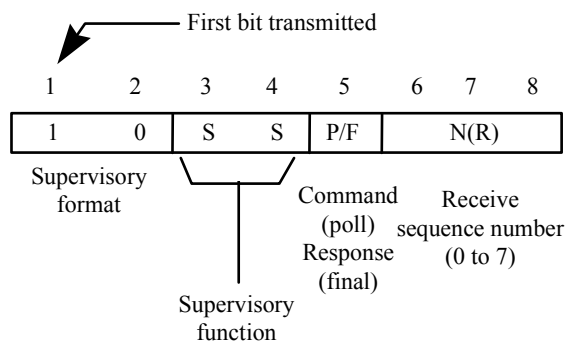 First bit transmitted
1 2 3 4 5 6 7 8
1 0 S S P/F N(R)
Supervisory
format
Command
(poll)
Response
(final)
Receive
sequence number
(0 to 7)
Supervisory
function